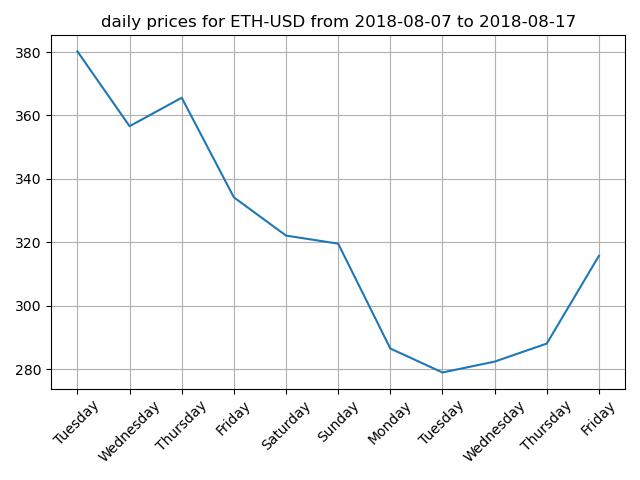 daily prices for ETH-USD from 2018-08-07 to 2018-08-17
380
360
340
320
300
280
Tuesday
Wednesday
Thursday
Friday
Saturday
Sunday
Monday
Tuesday
Wednesday
Thursday
Friday